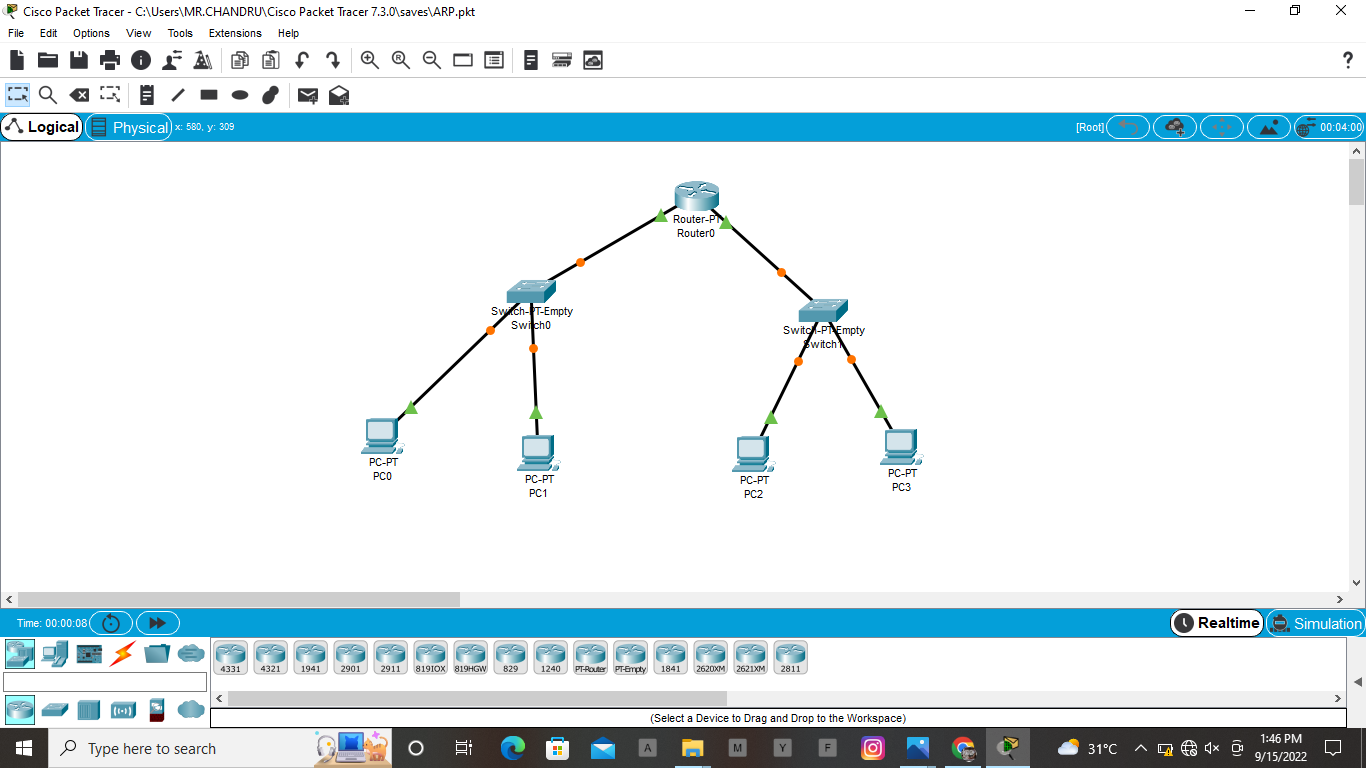 Cisco Packet Tracer - C:\Users\MR.CHANDRU\Cisco Packet Tracer 7.3.0\saves\ARP.pkt
File Edit Options View Tools Extensions Help
R
?
Logical Physical x: 580, y: 309 [Root] 00:04:00
Router-PT
Router0
Switch-PT-Empty
Switch0
Switch-PT-Empty
Switch1
PC-PT
PC0
PC-PT
PC1
PC-PT
PC2
PC-PT
PC3
Time: 00:00:08 Realtime Simulation
4331 4321 1941 2901 2911 819IOX 819HGW 829 1240 PT-Router PT-Empty 1841 2620XM 2621XM 2811
(Select a Device to Drag and Drop to the Workspace)
Type here to search A M Y F 31°C 1:46 PM
9/15/2022